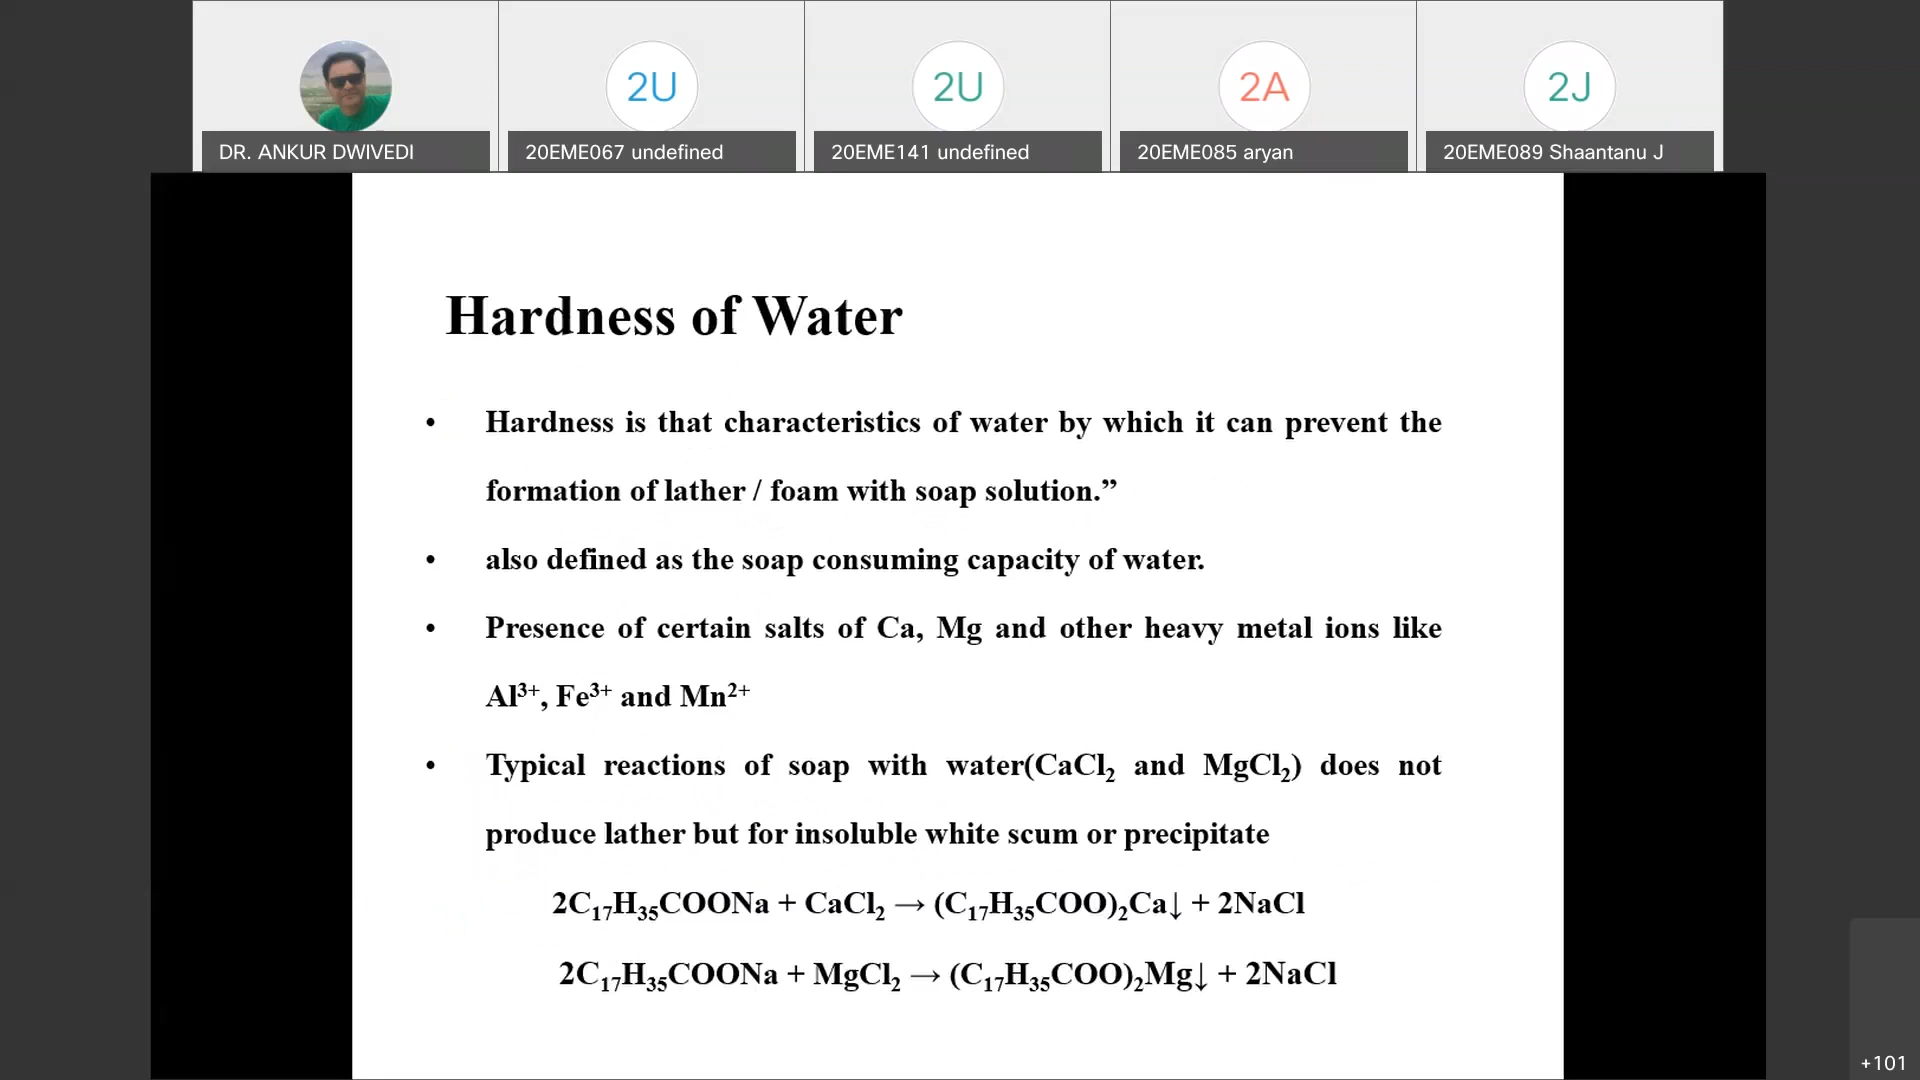 2U
2U
2A
2J
DR. ANKUR DWIVEDI
20EME067 undefined
20EME141 undefined
20EME085 aryan
20EME089 Shaantanu J
Hardness of Water
• Hardness is that characteristics of water by which it can prevent the
formation of lather / foam with soap solution.”
• also defined as the soap consuming capacity of water.
• Presence of certain salts of Ca, Mg and other heavy metal ions like
Al³⁺, Fe³⁺ and Mn²⁺
• Typical reactions of soap with water(CaCl₂ and MgCl₂) does not
produce lather but for insoluble white scum or precipitate
2C₁₇H₃₅COONa + CaCl₂ → (C₁₇H₃₅COO)₂Ca↓ + 2NaCl
2C₁₇H₃₅COONa + MgCl₂ → (C₁₇H₃₅COO)₂Mg↓ + 2NaCl
+101